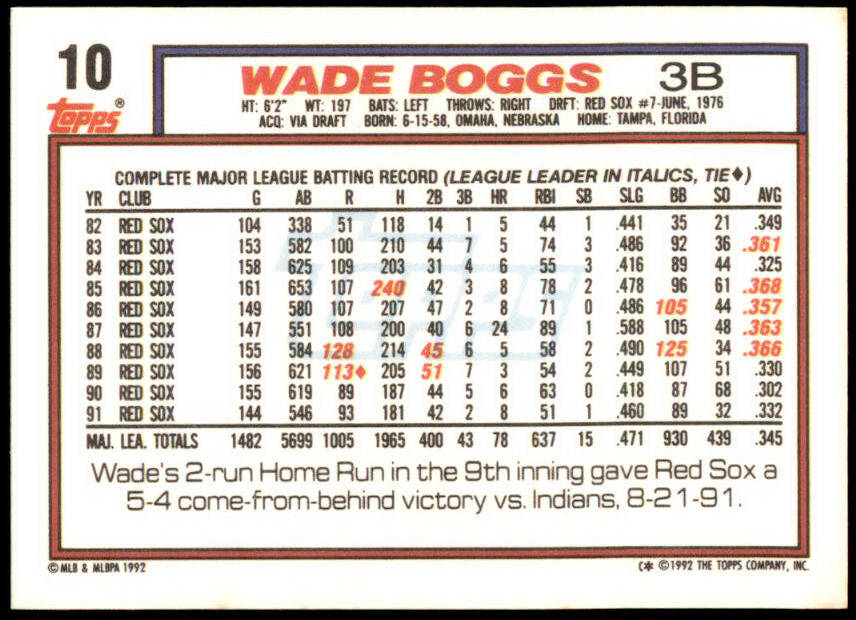 10
Topps®
WADE BOGGS 3B
HT: 6'2" WT: 197 BATS: LEFT THROWS: RIGHT DRFT: RED SOX #7-JUNE, 1976
ACQ: VIA DRAFT BORN: 6-15-58, OMAHA, NEBRASKA HOME: TAMPA, FLORIDA
COMPLETE MAJOR LEAGUE BATTING RECORD (LEAGUE LEADER IN ITALICS, TIE♦)
YR CLUB G AB R H 2B 3B HR RBI SB SLG BB SO AVG
82 RED SOX 104 338 51 118 14 1 5 44 1 .441 35 21 .349
83 RED SOX 153 582 100 210 44 7 5 74 3 .486 92 36 .361
84 RED SOX 158 625 109 203 31 4 6 55 3 .416 89 44 .325
85 RED SOX 161 653 107 240 42 3 8 78 2 .478 96 61 .368
86 RED SOX 149 580 107 207 47 2 8 71 0 .486 105 44 .357
87 RED SOX 147 551 108 200 40 6 24 89 1 .588 105 48 .363
88 RED SOX 155 584 128 214 45 6 5 58 2 .490 125 34 .366
89 RED SOX 156 621 113♦ 205 51 7 3 54 2 .449 107 51 .330
90 RED SOX 155 619 89 187 44 5 6 63 0 .418 87 68 .302
91 RED SOX 144 546 93 181 42 2 8 51 1 .460 89 32 .332
MAJ. LEA. TOTALS 1482 5699 1005 1965 400 43 78 637 15 .471 930 439 .345
Wade's 2-run Home Run in the 9th inning gave Red Sox a
5-4 come-from-behind victory vs. Indians, 8-21-91.
© MLB & MLBPA 1992
(✱ ©1992 THE TOPPS COMPANY, INC.